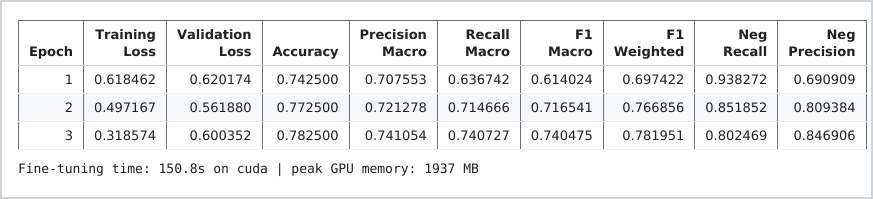 Epoch Training Loss Validation Loss Accuracy Precision Macro Recall Macro F1 Macro F1 Weighted Neg Recall Neg Precision
1 0.618462 0.620174 0.742500 0.707553 0.636742 0.614024 0.697422 0.938272 0.690909
2 0.497167 0.561880 0.772500 0.721278 0.714666 0.716541 0.766856 0.851852 0.809384
3 0.318574 0.600352 0.782500 0.741054 0.740727 0.740475 0.781951 0.802469 0.846906
Fine-tuning time: 150.8s on cuda | peak GPU memory: 1937 MB